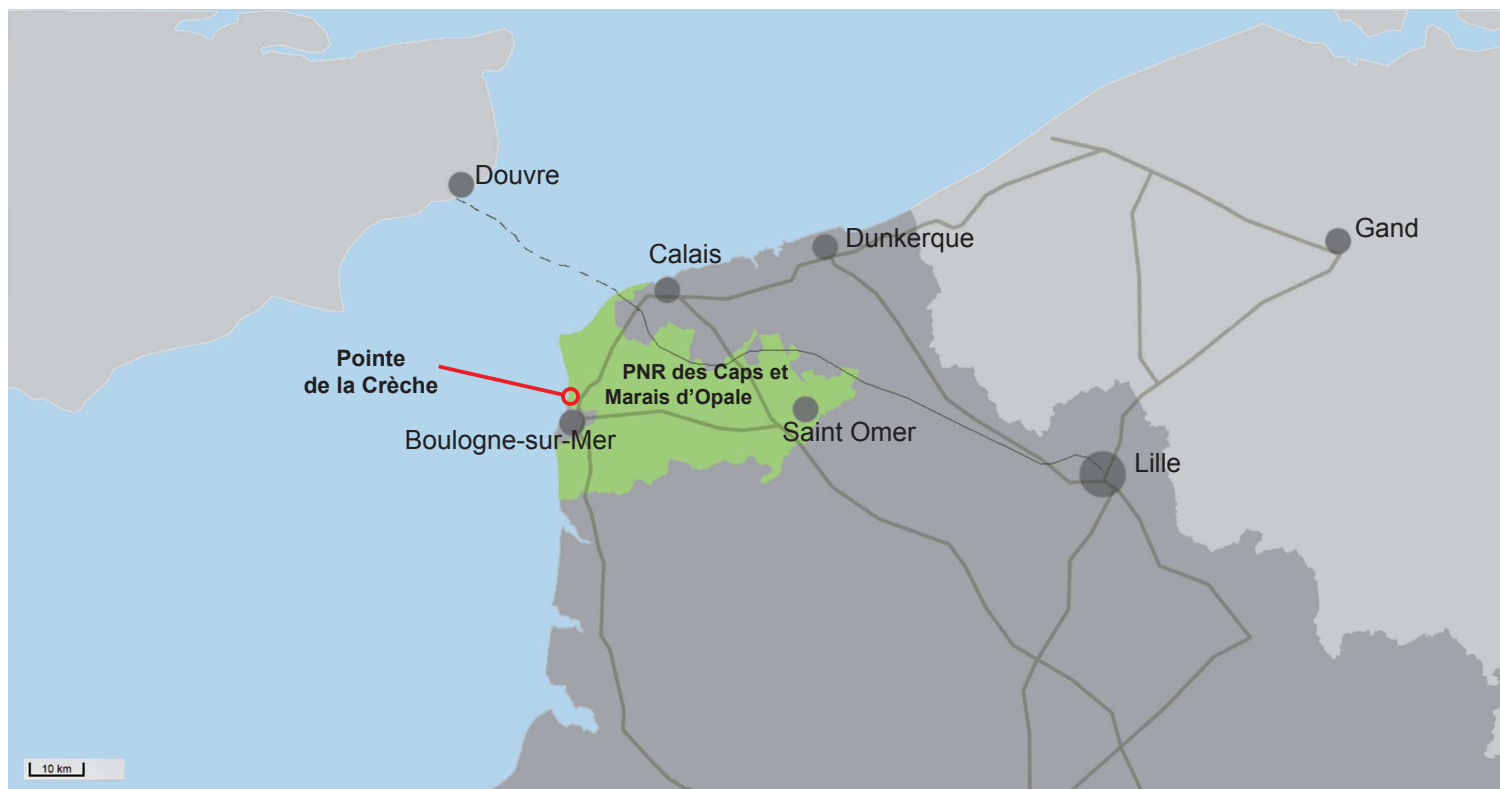 Douvre
Gand
Dunkerque
Calais
Pointe
de la Crèche
PNR des Caps et
Marais d'Opale
Saint Omer
Boulogne-sur-Mer
Lille
10 km